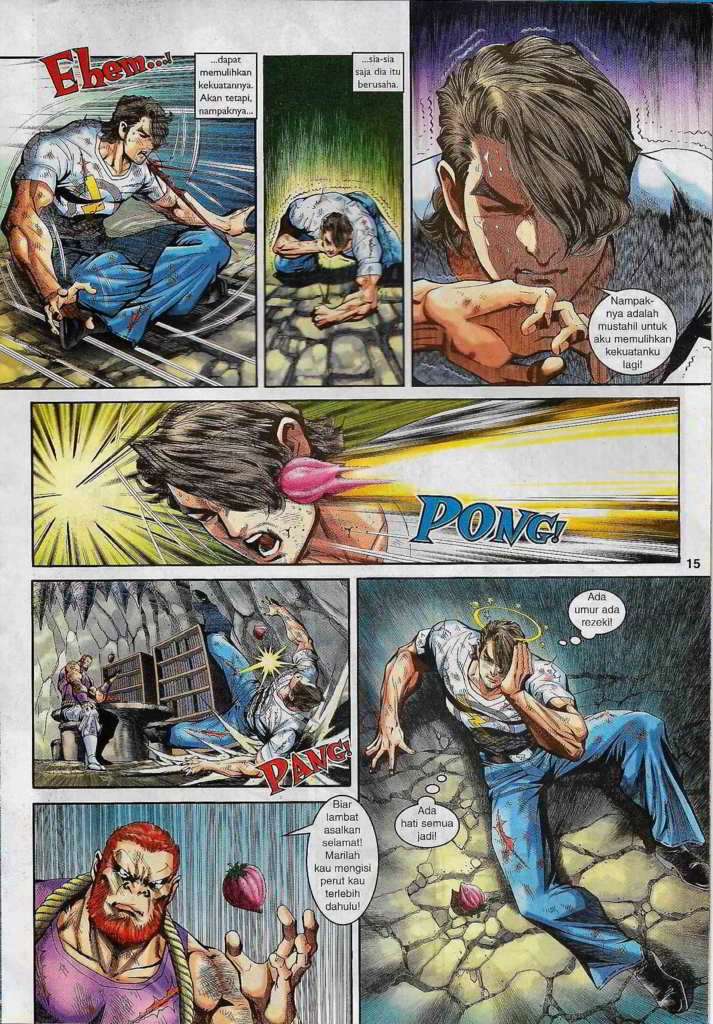 Ehem...!
...dapat
memulihkan
kekuatannya.
Akan tetapi,
nampaknya...
...sia-sia
saja dia itu
berusaha.
Nampak-
nya adalah
mustahil untuk
aku memulihkan
kekuatanku
lagi!
PONG!
15
PANG!
Ada
umur ada
rezeki!
Ada
hati semua
jadi!
Biar
lambat
asalkan
selamat!
Marilah
kau mengisi
perut kau
terlebih
dahulu!